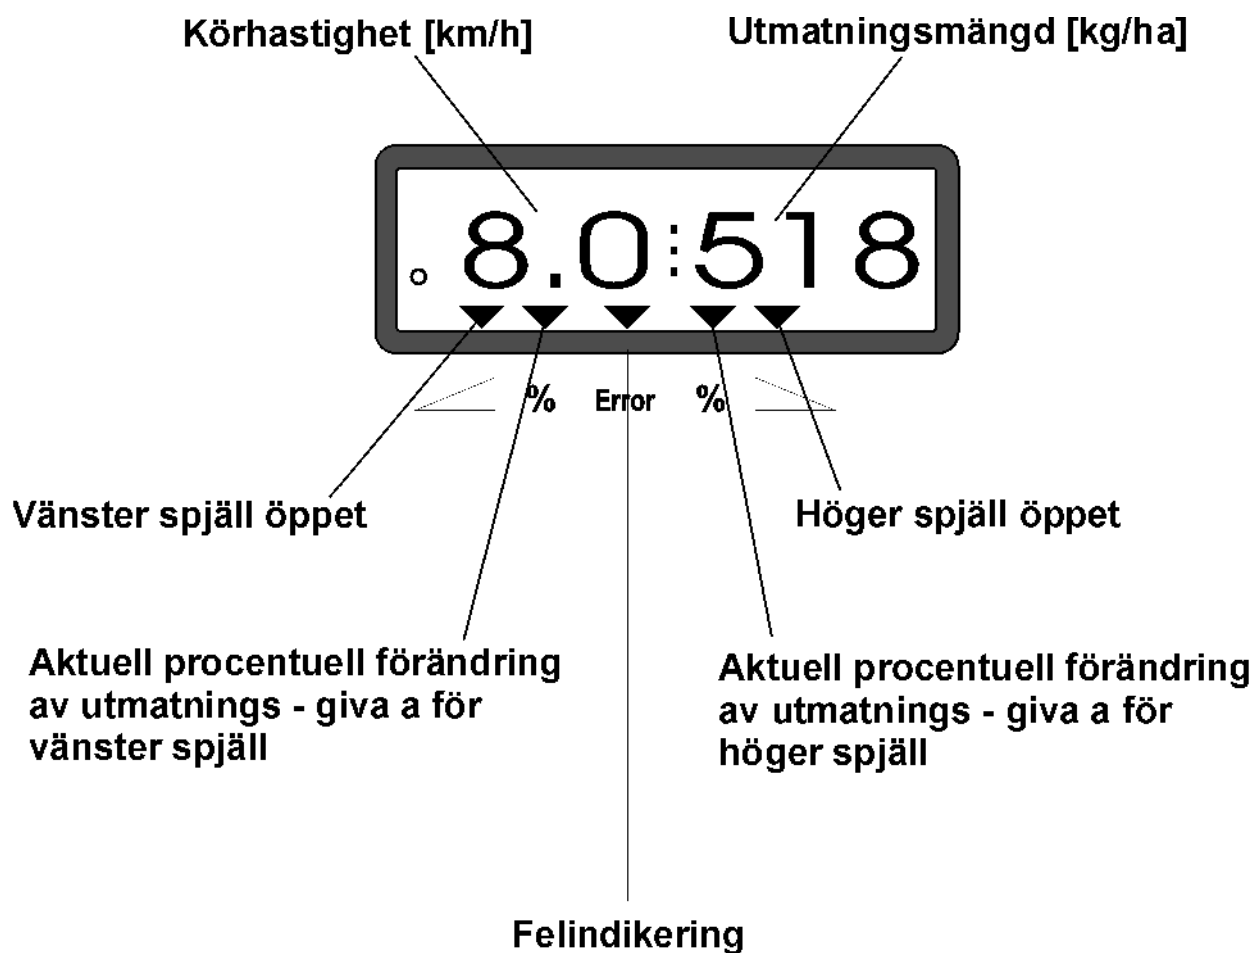 Körhastighet [km/h]
Utmatningsmängd [kg/ha]
8.0 518
% Error %
Vänster spjäll öppet
Höger spjäll öppet
Aktuell procentuell förändring
av utmatnings - giva a för
vänster spjäll
Aktuell procentuell förändring
av utmatnings - giva a för
höger spjäll
Felindikering